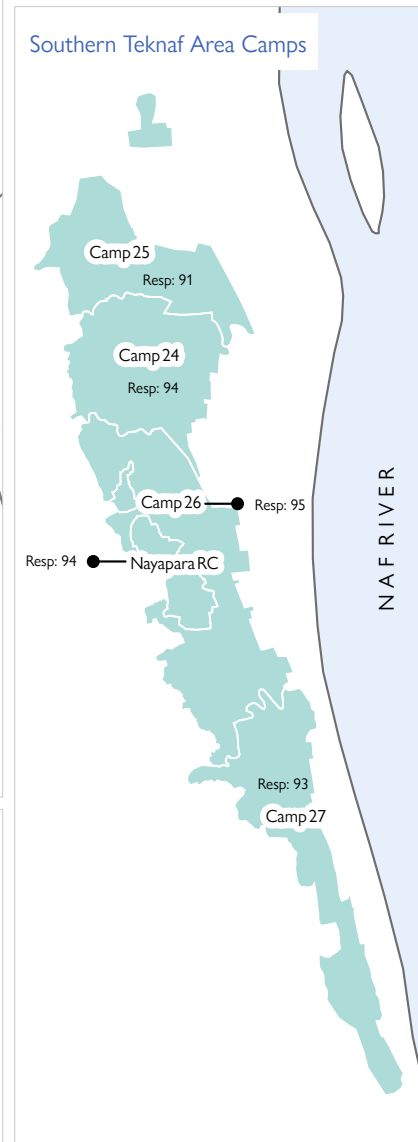 Southern Teknaf Area Camps
Camp 25
Resp: 91
Camp 24
Resp: 94
Camp 26
Resp: 95
NAF RIVER
Resp: 94
Nayapara RC
Resp: 93
Camp 27